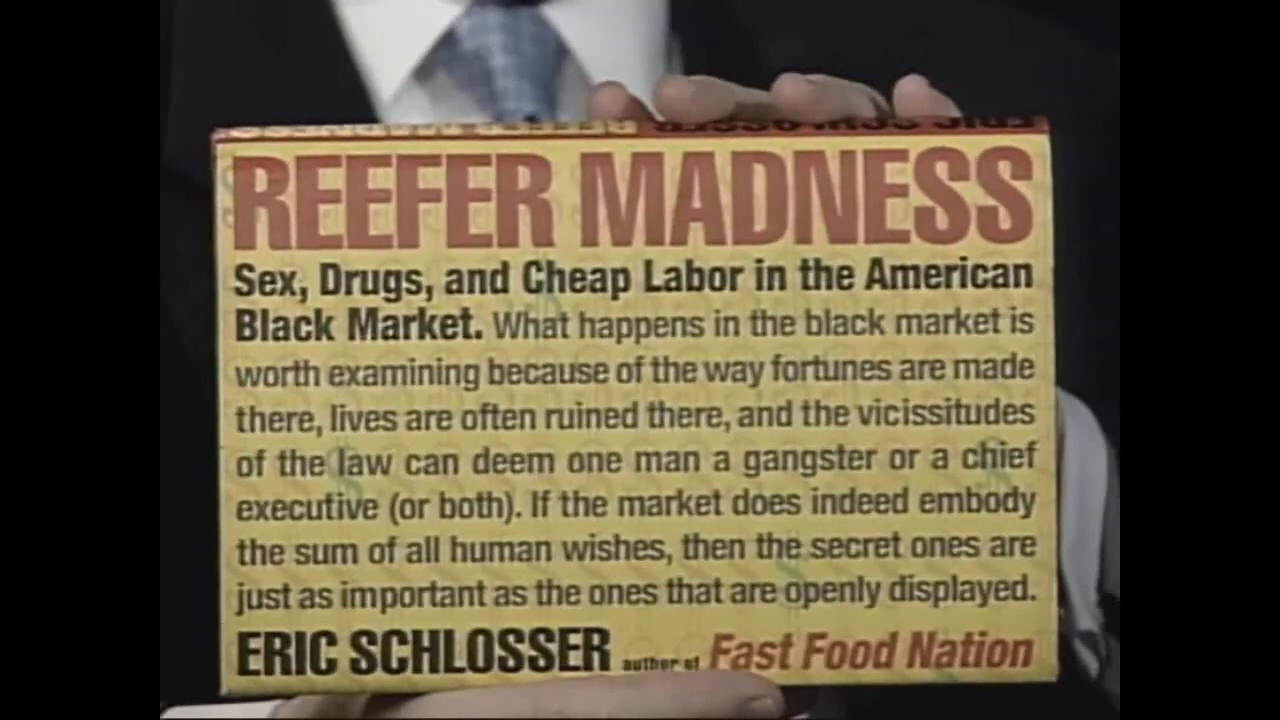 REEFER MADNESS
Sex, Drugs, and Cheap Labor in the American
Black Market. What happens in the black market is
worth examining because of the way fortunes are made
there, lives are often ruined there, and the vicissitudes
of the law can deem one man a gangster or a chief
executive (or both). If the market does indeed embody
the sum of all human wishes, then the secret ones are
just as important as the ones that are openly displayed.
ERIC SCHLOSSER author of Fast Food Nation